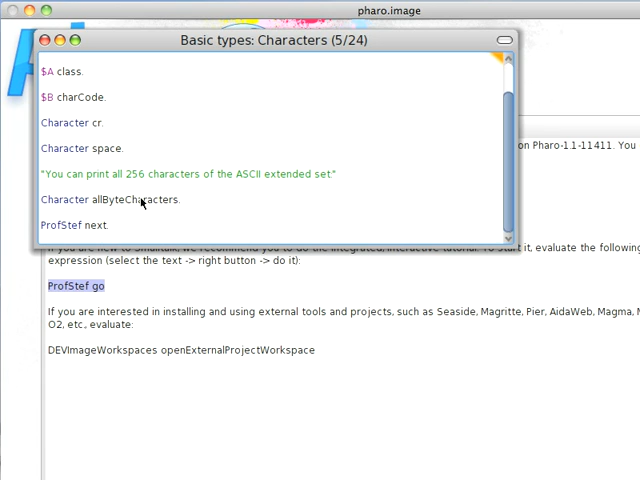 pharo.image
Basic types: Characters (5/24)
$A class.
$B charCode.
Character cr.
Character space.
"You can print all 256 characters of the ASCII extended set"
Character allByteCharacters.
ProfStef next.
on Pharo-1.1-11411. You
If you are new to Smalltalk, we recommend you to do the integrated, interactive tutorial. To start it, evaluate the following
expression (select the text -> right button -> do it):
ProfStef go
If you are interested in installing and using external tools and projects, such as Seaside, Magritte, Pier, AidaWeb, Magma,
O2, etc., evaluate:
DEVImageWorkspaces openExternalProjectWorkspace